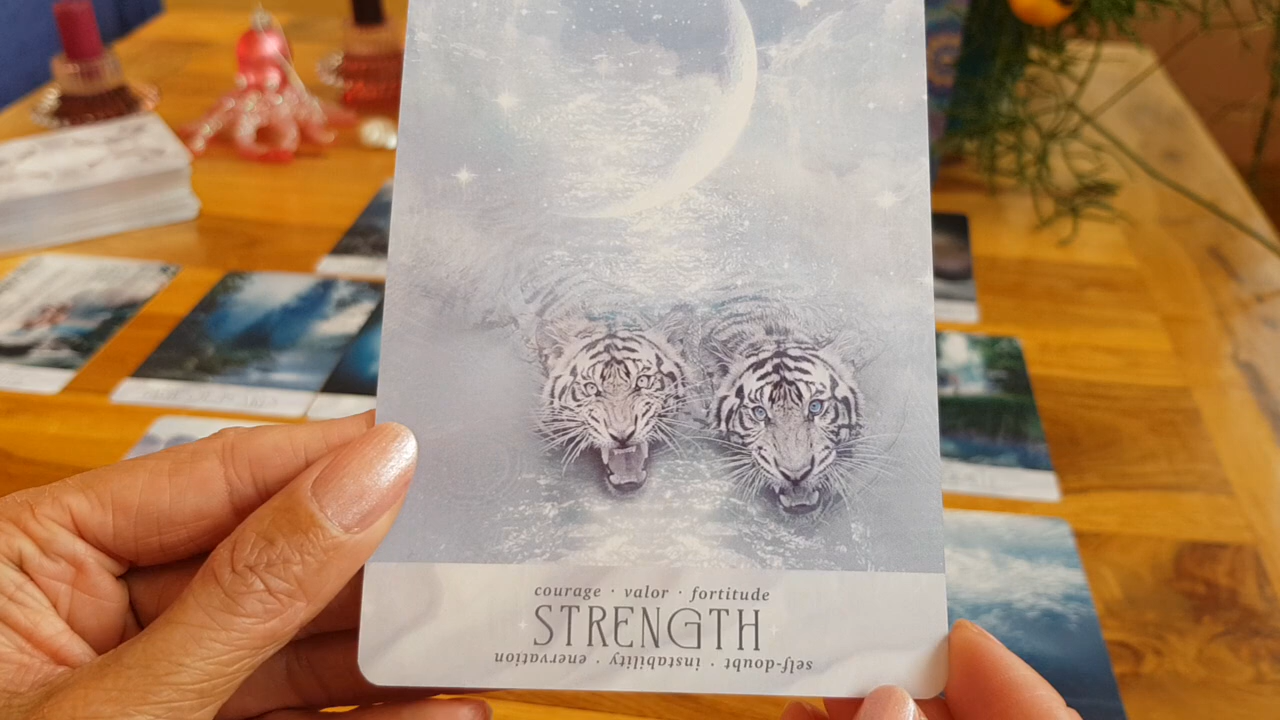 courage · valor · fortitude
STRENGTH
self-doubt · instability · enervation